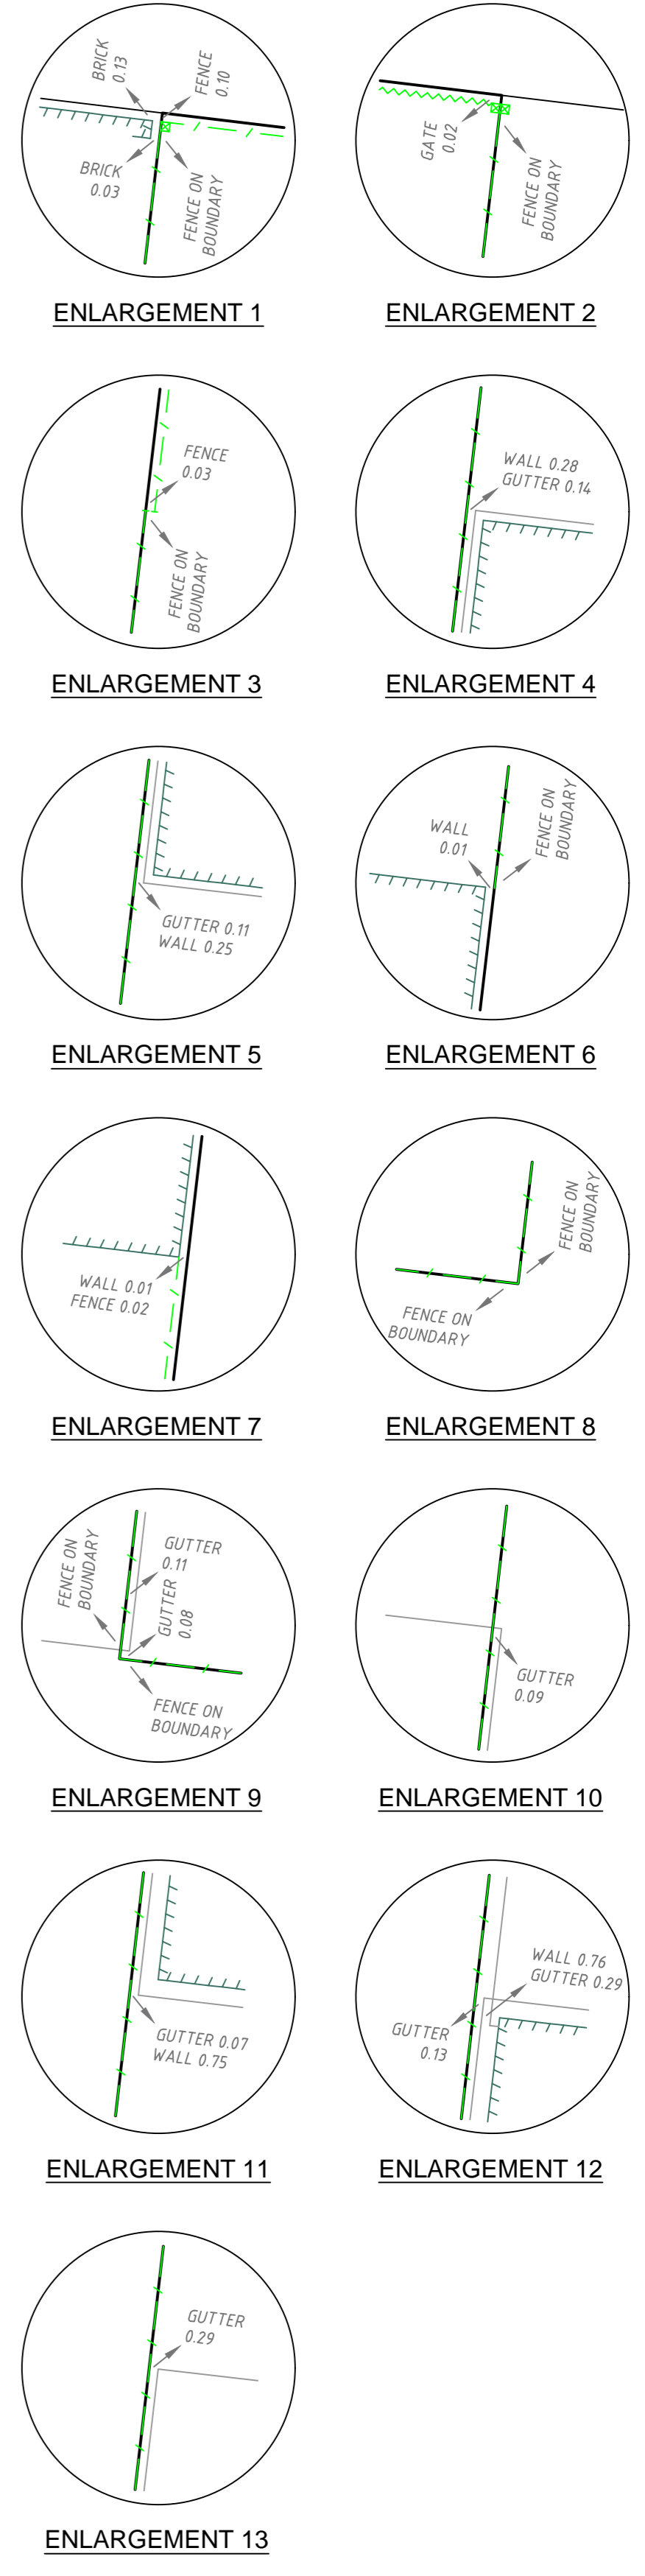 BRICK
0.13
FENCE
0.10
BRICK
0.03
FENCE ON
BOUNDARY
ENLARGEMENT 1
GATE
0.02
FENCE ON
BOUNDARY
ENLARGEMENT 2
FENCE
0.03
FENCE ON
BOUNDARY
ENLARGEMENT 3
WALL 0.28
GUTTER 0.14
ENLARGEMENT 4
GUTTER 0.11
WALL 0.25
ENLARGEMENT 5
WALL
0.01
FENCE ON
BOUNDARY
ENLARGEMENT 6
WALL 0.01
FENCE 0.02
ENLARGEMENT 7
FENCE ON
BOUNDARY
FENCE ON
BOUNDARY
ENLARGEMENT 8
FENCE ON
BOUNDARY
GUTTER
0.11
GUTTER
0.08
FENCE ON
BOUNDARY
ENLARGEMENT 9
GUTTER
0.09
ENLARGEMENT 10
GUTTER 0.07
WALL 0.75
ENLARGEMENT 11
WALL 0.76
GUTTER 0.29
GUTTER
0.13
ENLARGEMENT 12
GUTTER
0.29
ENLARGEMENT 13